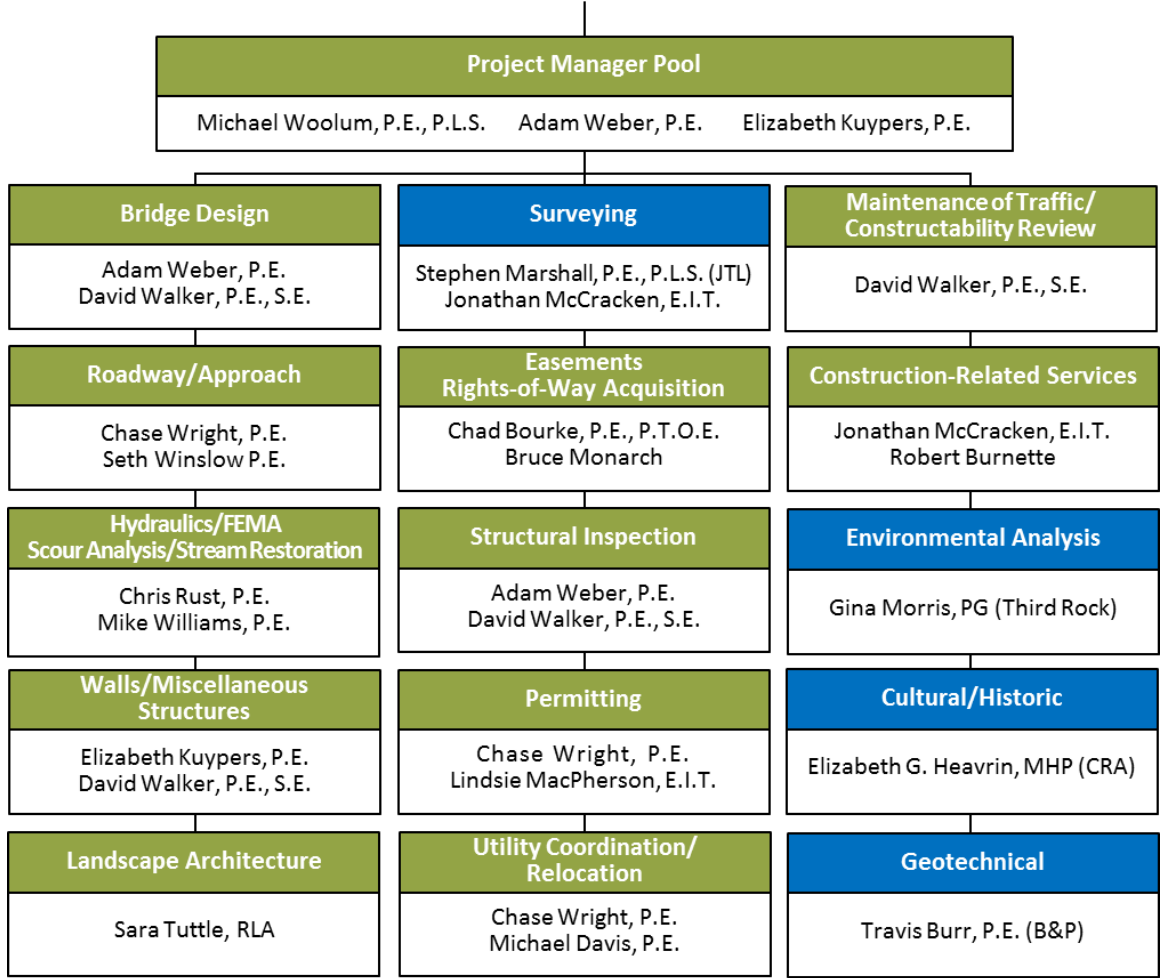 Project Manager Pool
Michael Woolum, P.E., P.L.S. Adam Weber, P.E. Elizabeth Kuypers, P.E.
Bridge Design
Adam Weber, P.E.
David Walker, P.E., S.E.
Roadway/Approach
Chase Wright, P.E.
Seth Winslow P.E.
Hydraulics/FEMA
Scour Analysis/Stream Restoration
Chris Rust, P.E.
Mike Williams, P.E.
Walls/Miscellaneous
Structures
Elizabeth Kuypers, P.E.
David Walker, P.E., S.E.
Landscape Architecture
Sara Tuttle, RLA
Surveying
Stephen Marshall, P.E., P.L.S. (JTL)
Jonathan McCracken, E.I.T.
Easements
Rights-of-Way Acquisition
Chad Bourke, P.E., P.T.O.E.
Bruce Monarch
Structural Inspection
Adam Weber, P.E.
David Walker, P.E., S.E.
Permitting
Chase Wright, P.E.
Lindsie MacPherson, E.I.T.
Utility Coordination/
Relocation
Chase Wright, P.E.
Michael Davis, P.E.
Maintenance of Traffic/
Constructability Review
David Walker, P.E., S.E.
Construction-Related Services
Jonathan McCracken, E.I.T.
Robert Burnette
Environmental Analysis
Gina Morris, PG (Third Rock)
Cultural/Historic
Elizabeth G. Heavrin, MHP (CRA)
Geotechnical
Travis Burr, P.E. (B&P)